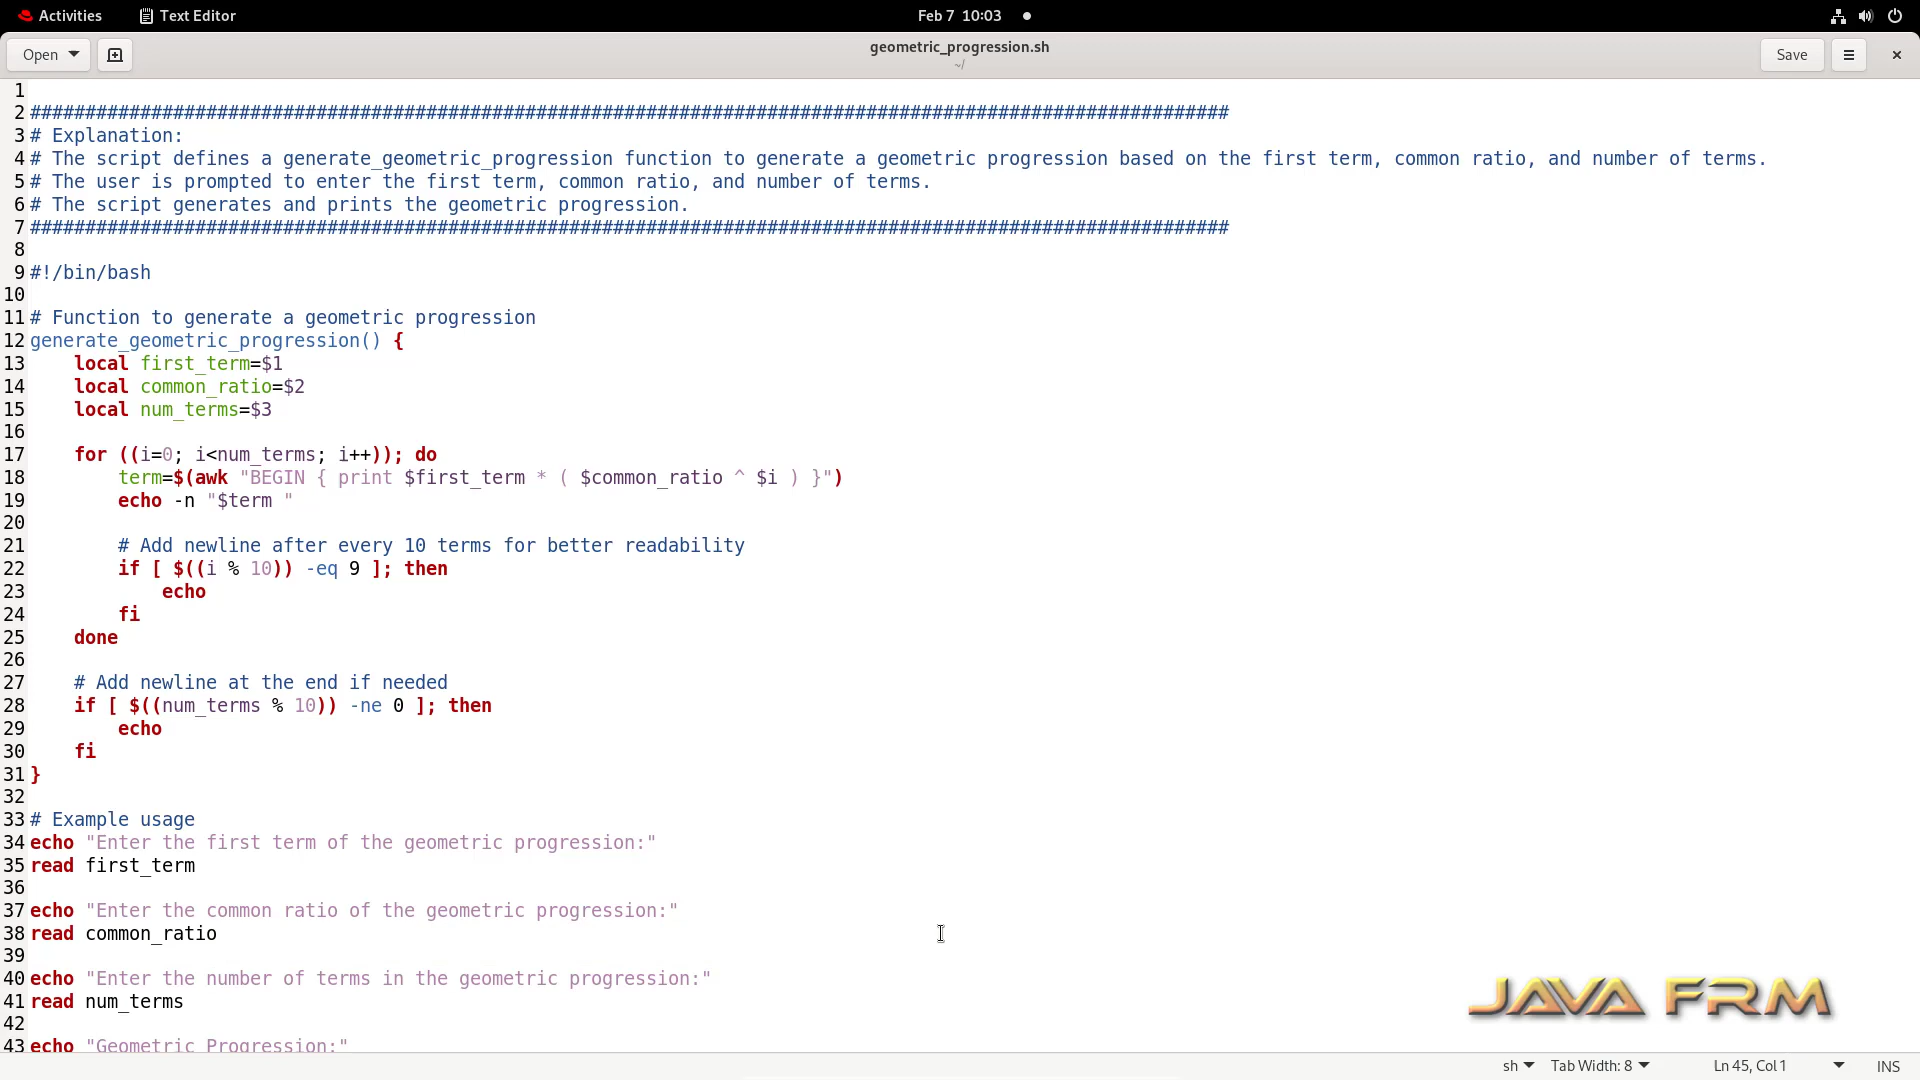 Activities Text Editor Feb 7 10:03
Open geometric_progression.sh Save
~/
1
2 #############################################################################################################
3 # Explanation:
4 # The script defines a generate_geometric_progression function to generate a geometric progression based on the first term, common ratio, and number of terms.
5 # The user is prompted to enter the first term, common ratio, and number of terms.
6 # The script generates and prints the geometric progression.
7 #############################################################################################################
8
9 #!/bin/bash
10
11 # Function to generate a geometric progression
12 generate_geometric_progression() {
13     local first_term=$1
14     local common_ratio=$2
15     local num_terms=$3
16
17     for ((i=0; i<num_terms; i++)); do
18         term=$(awk "BEGIN { print $first_term * ( $common_ratio ^ $i ) }")
19         echo -n "$term "
20
21         # Add newline after every 10 terms for better readability
22         if [ $((i % 10)) -eq 9 ]; then
23             echo
24         fi
25     done
26
27     # Add newline at the end if needed
28     if [ $((num_terms % 10)) -ne 0 ]; then
29         echo
30     fi
31 }
32
33 # Example usage
34 echo "Enter the first term of the geometric progression:"
35 read first_term
36
37 echo "Enter the common ratio of the geometric progression:"
38 read common_ratio
39
40 echo "Enter the number of terms in the geometric progression:"
41 read num_terms
42
43 echo "Geometric Progression:"
JAVA FRM
sh Tab Width: 8 Ln 45, Col 1 INS